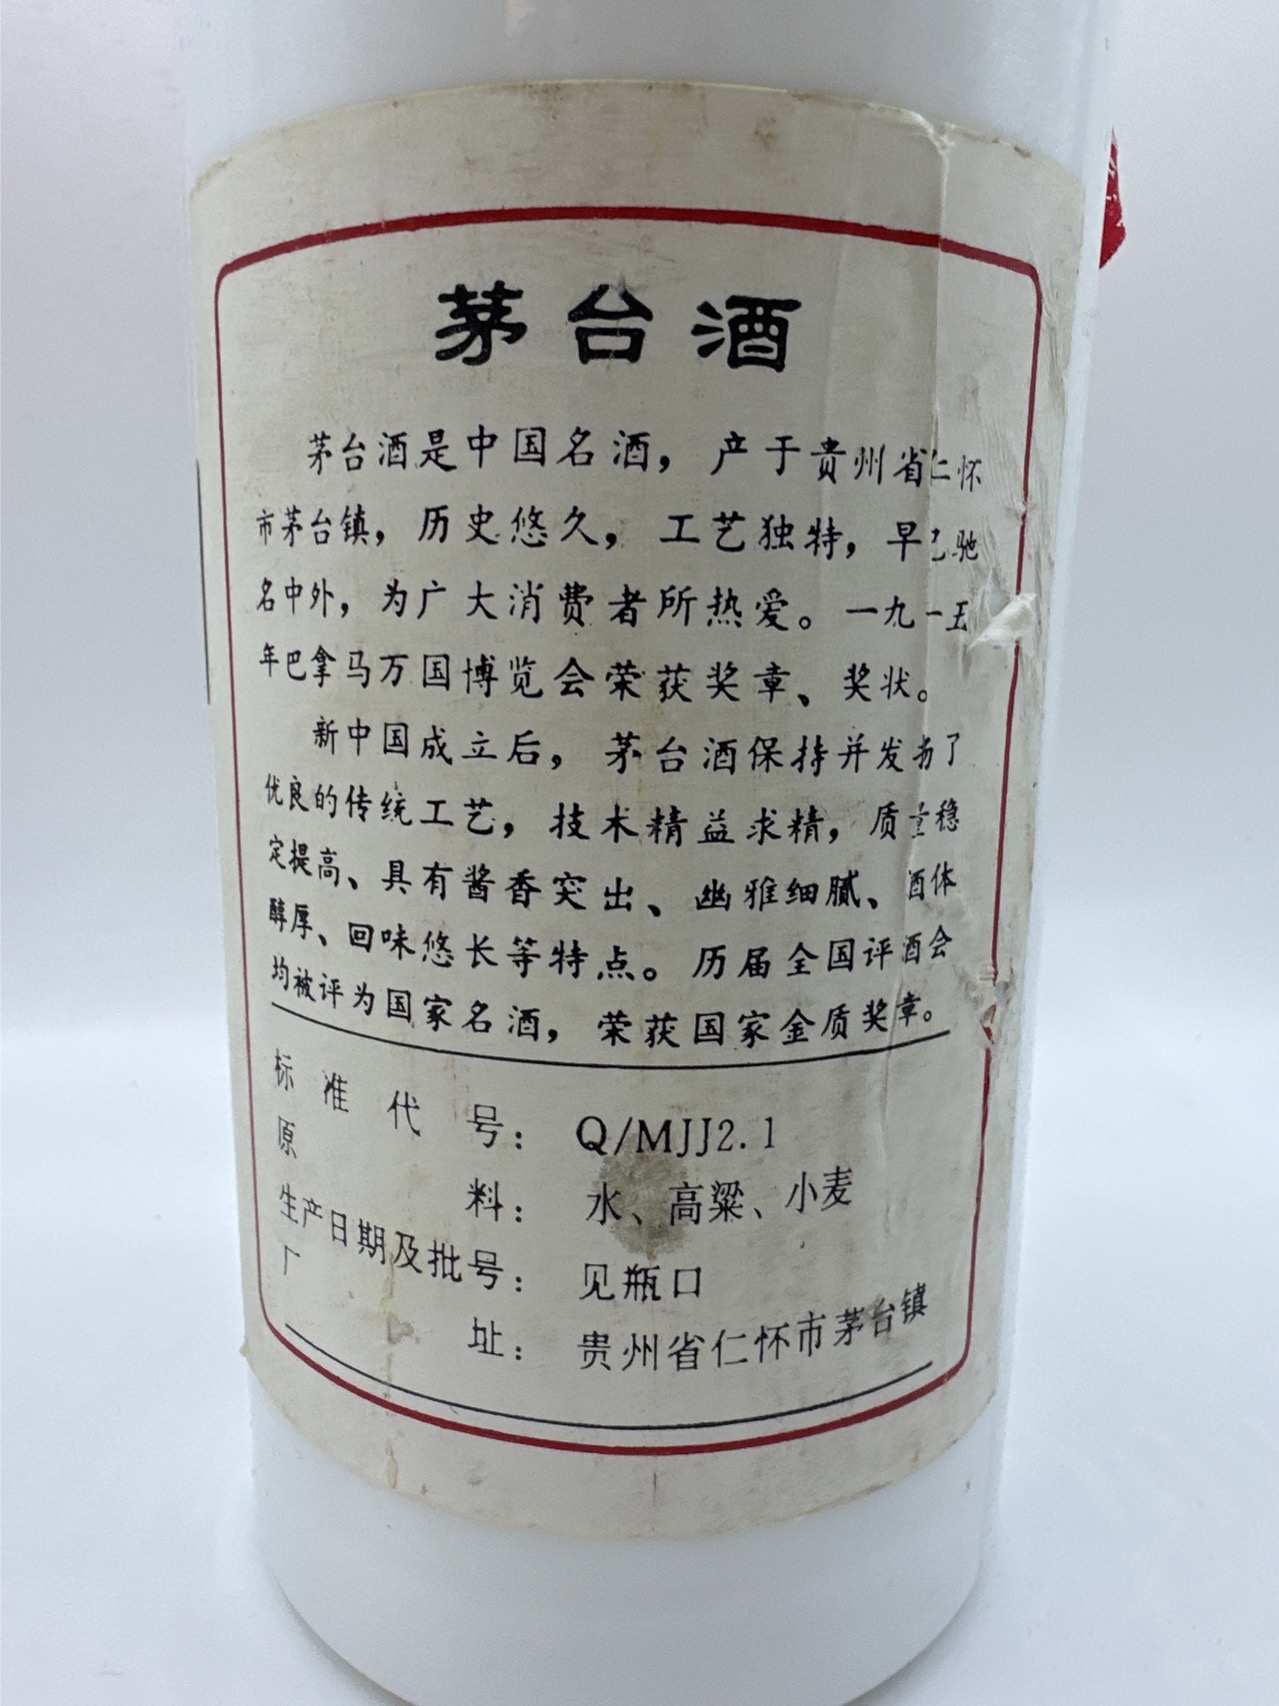 茅台酒
茅台酒是中国名酒，产于贵州省仁怀
市茅台镇，历史悠久，工艺独特，早已驰
名中外，为广大消费者所热爱。一九一五
年巴拿马万国博览会荣获奖章、奖状。
新中国成立后，茅台酒保持并发扬了
优良的传统工艺，技术精益求精，质量稳
定提高、具有酱香突出、幽雅细腻、酒体
醇厚、回味悠长等特点。历届全国评酒会
均被评为国家名酒，荣获国家金质奖章。
标准代号：Q/MJJ2.1
原料：水、高粱、小麦
生产日期及批号：见瓶口
厂址：贵州省仁怀市茅台镇